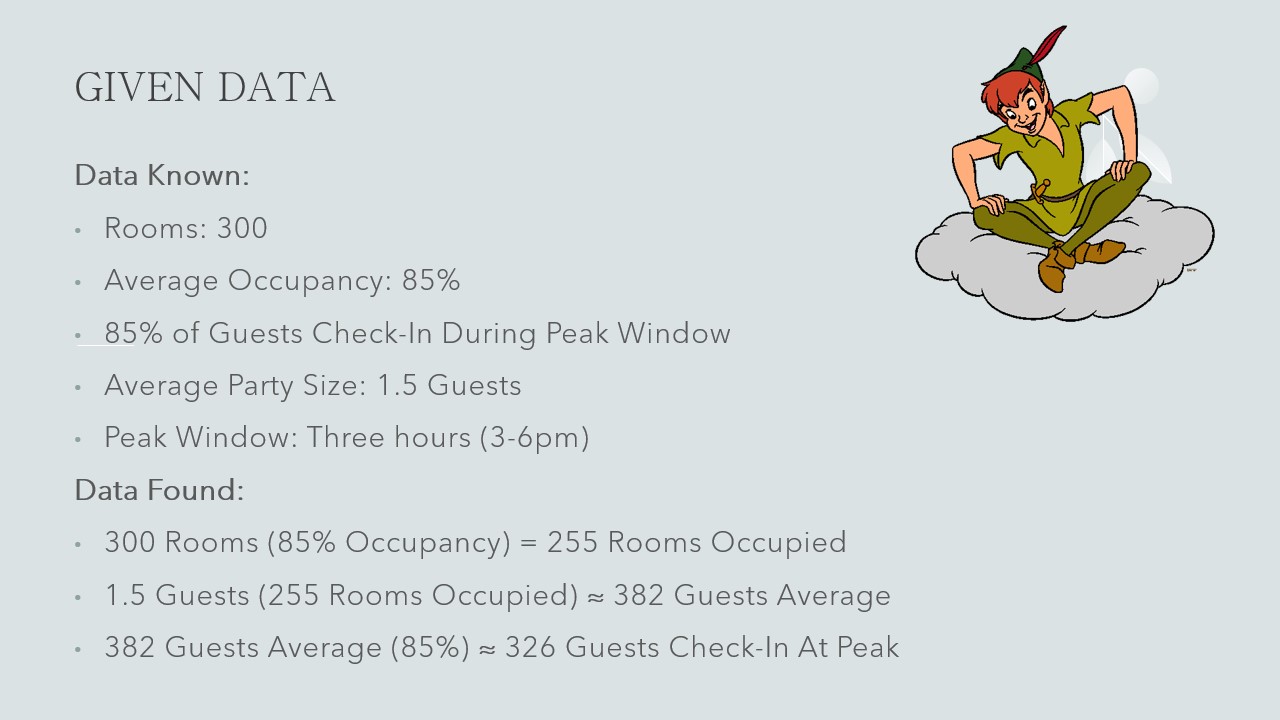 GIVEN DATA
Data Known:
• Rooms: 300
• Average Occupancy: 85%
• 85% of Guests Check-In During Peak Window
• Average Party Size: 1.5 Guests
• Peak Window: Three hours (3-6pm)
Data Found:
• 300 Rooms (85% Occupancy) = 255 Rooms Occupied
• 1.5 Guests (255 Rooms Occupied) ≈ 382 Guests Average
• 382 Guests Average (85%) ≈ 326 Guests Check-In At Peak